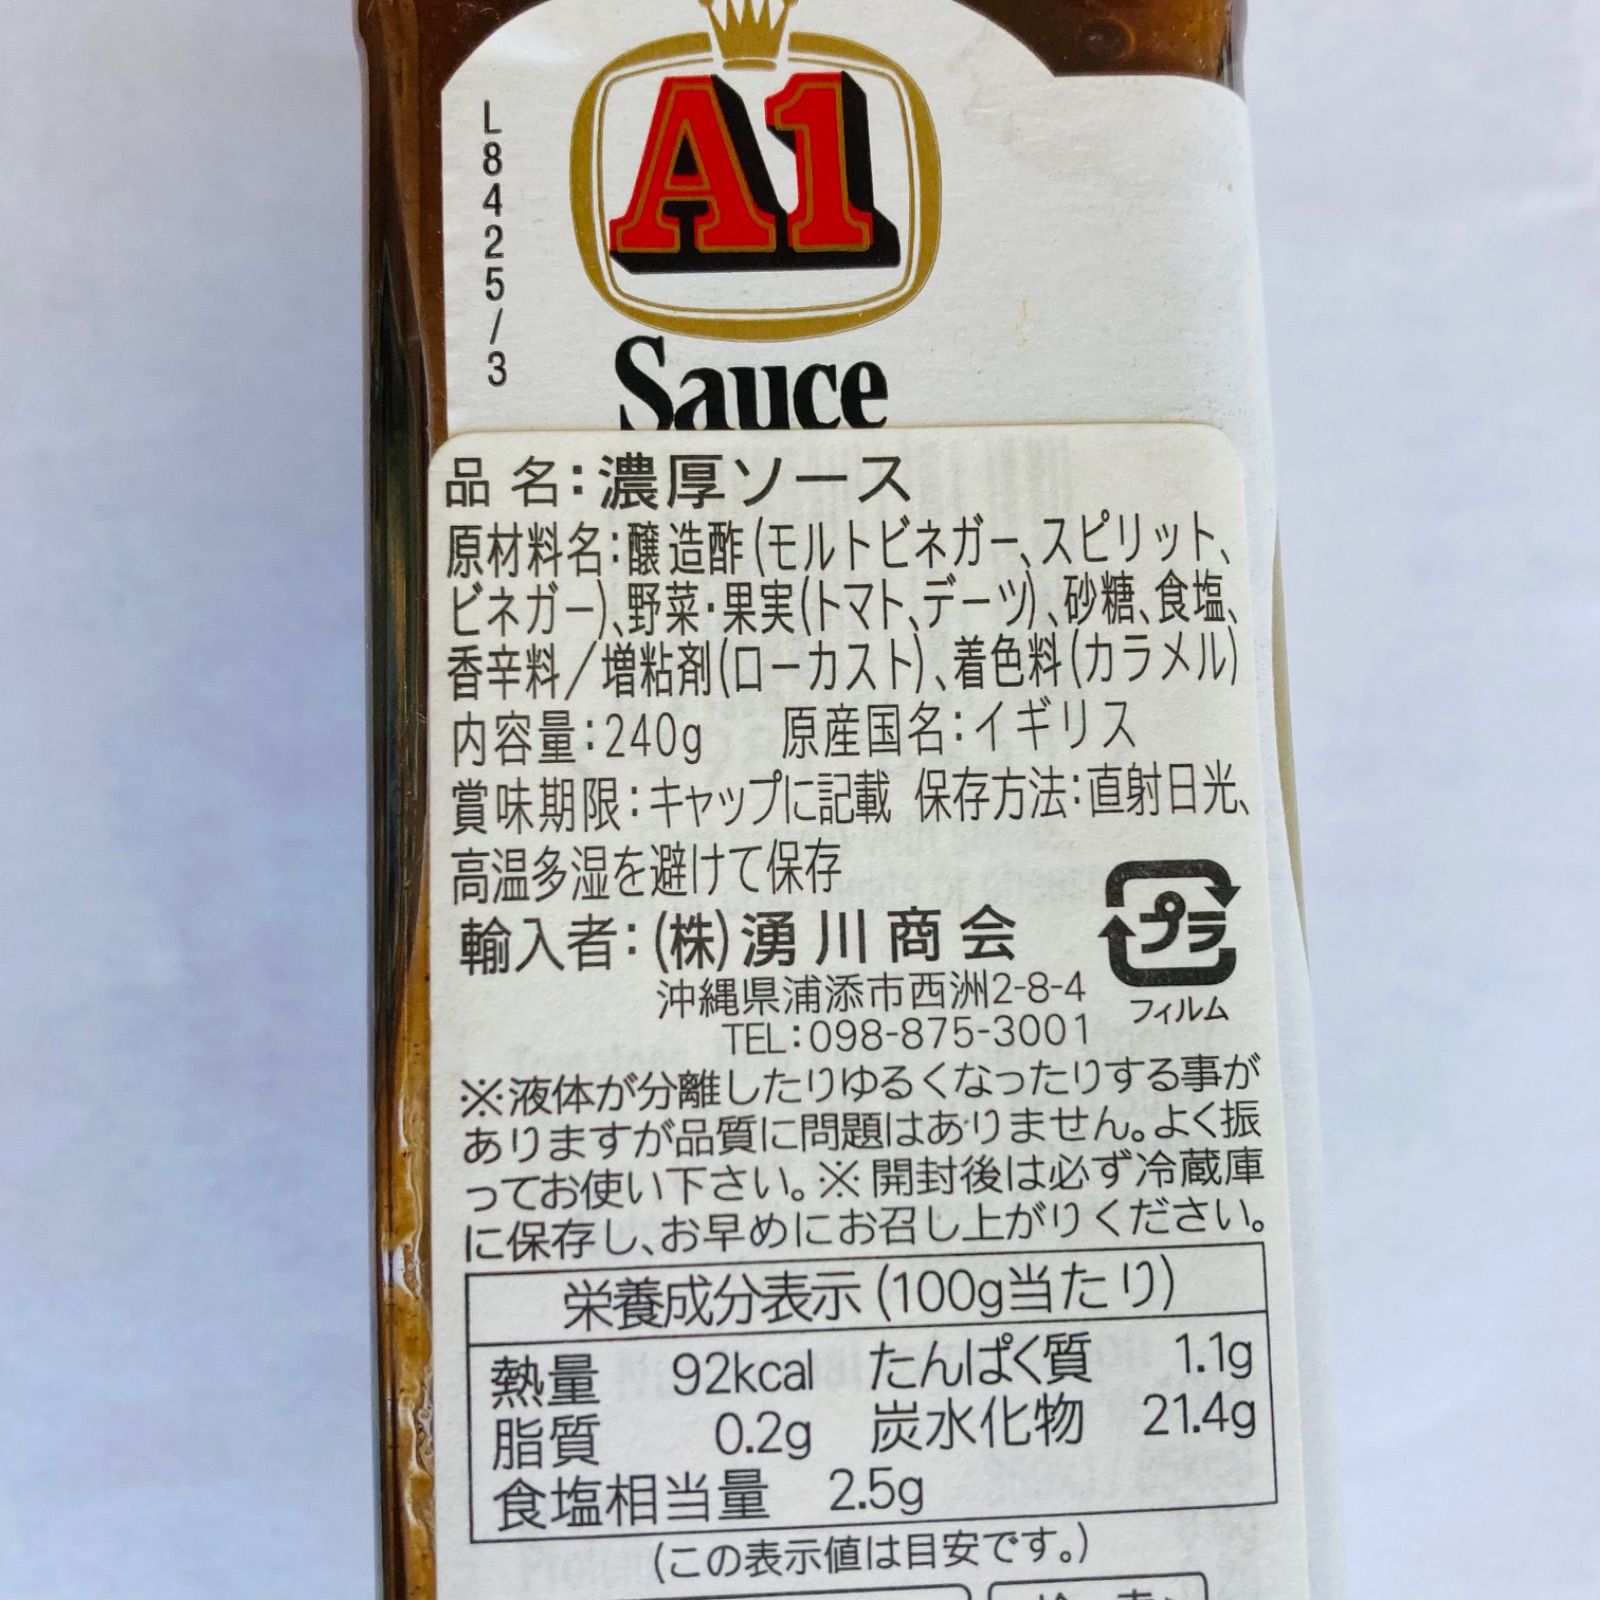 L8425/3
A1
Sauce
品 名：濃厚ソース
原材料名：醸造酢(モルトビネガー、スピリット、
ビネガー)、野菜・果実(トマト、デーツ)、砂糖、食塩、
香辛料／増粘剤(ローカスト)、着色料(カラメル)
内容量：240g 原産国名：イギリス
賞味期限：キャップに記載 保存方法：直射日光、
高温多湿を避けて保存
輸入者：(株)湧川商会
沖縄県浦添市西洲2-8-4
TEL：098-875-3001
プラ
フィルム
※液体が分離したりゆるくなったりする事が
ありますが品質に問題はありません。よく振
ってお使い下さい。※開封後は必ず冷蔵庫
に保存し、お早めにお召し上がりください。
栄養成分表示(100g当たり)
熱量 92kcal たんぱく質 1.1g
脂質 0.2g 炭水化物 21.4g
食塩相当量 2.5g
(この表示値は目安です。)